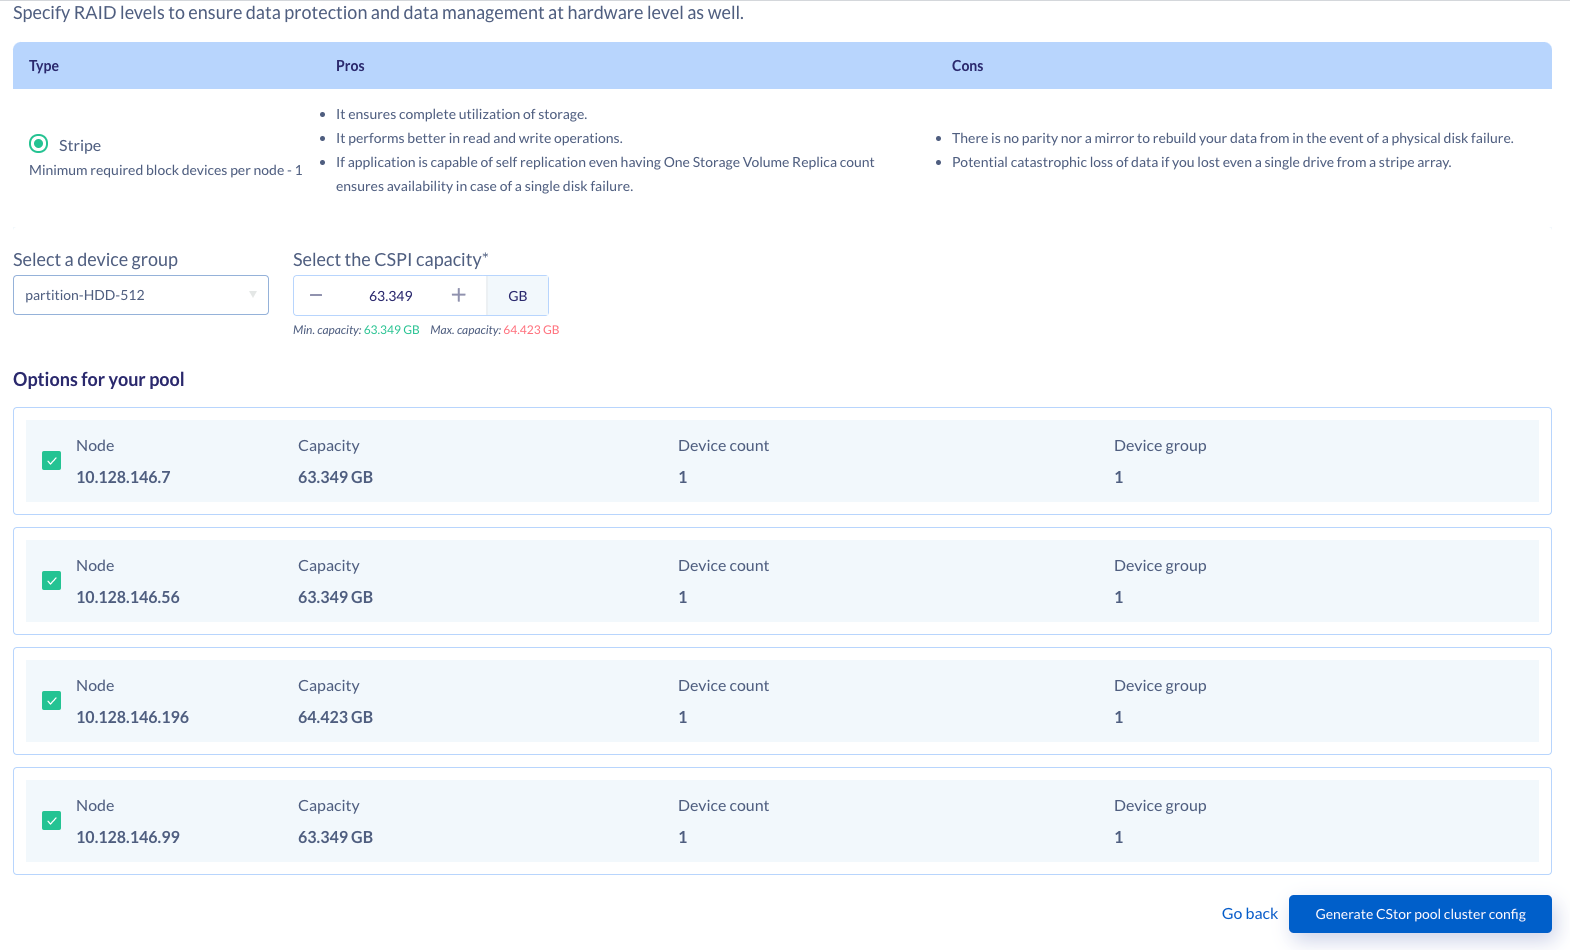 Specify RAID levels to ensure data protection and data management at hardware level as well.
Type Pros Cons
Stripe
Minimum required block devices per node - 1
It ensures complete utilization of storage.
It performs better in read and write operations.
If application is capable of self replication even having One Storage Volume Replica count
ensures availability in case of a single disk failure.
There is no parity nor a mirror to rebuild your data from in the event of a physical disk failure.
Potential catastrophic loss of data if you lost even a single drive from a stripe array.
Select a device group
partition-HDD-512
Select the CSPI capacity*
− 63.349 + GB
Min. capacity: 63.349 GB Max. capacity: 64.423 GB
Options for your pool
Node Capacity Device count Device group
10.128.146.7 63.349 GB 1 1
Node Capacity Device count Device group
10.128.146.56 63.349 GB 1 1
Node Capacity Device count Device group
10.128.146.196 64.423 GB 1 1
Node Capacity Device count Device group
10.128.146.99 63.349 GB 1 1
Go back Generate CStor pool cluster config